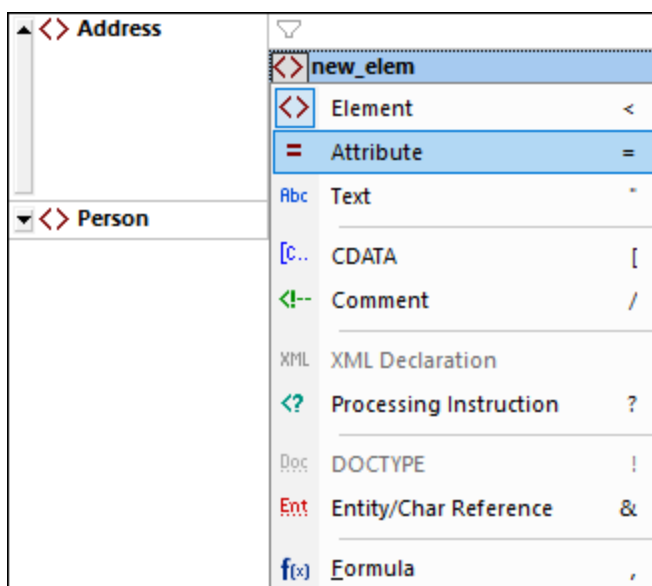 <> Address
<> new_elem
<> Element <
= Attribute =
Abc Text "
<> Person
[C.. CDATA [
<!-- Comment /
XML XML Declaration
<? Processing Instruction ?
Doc DOCTYPE !
Ent Entity/Char Reference &
f(x) Formula ,